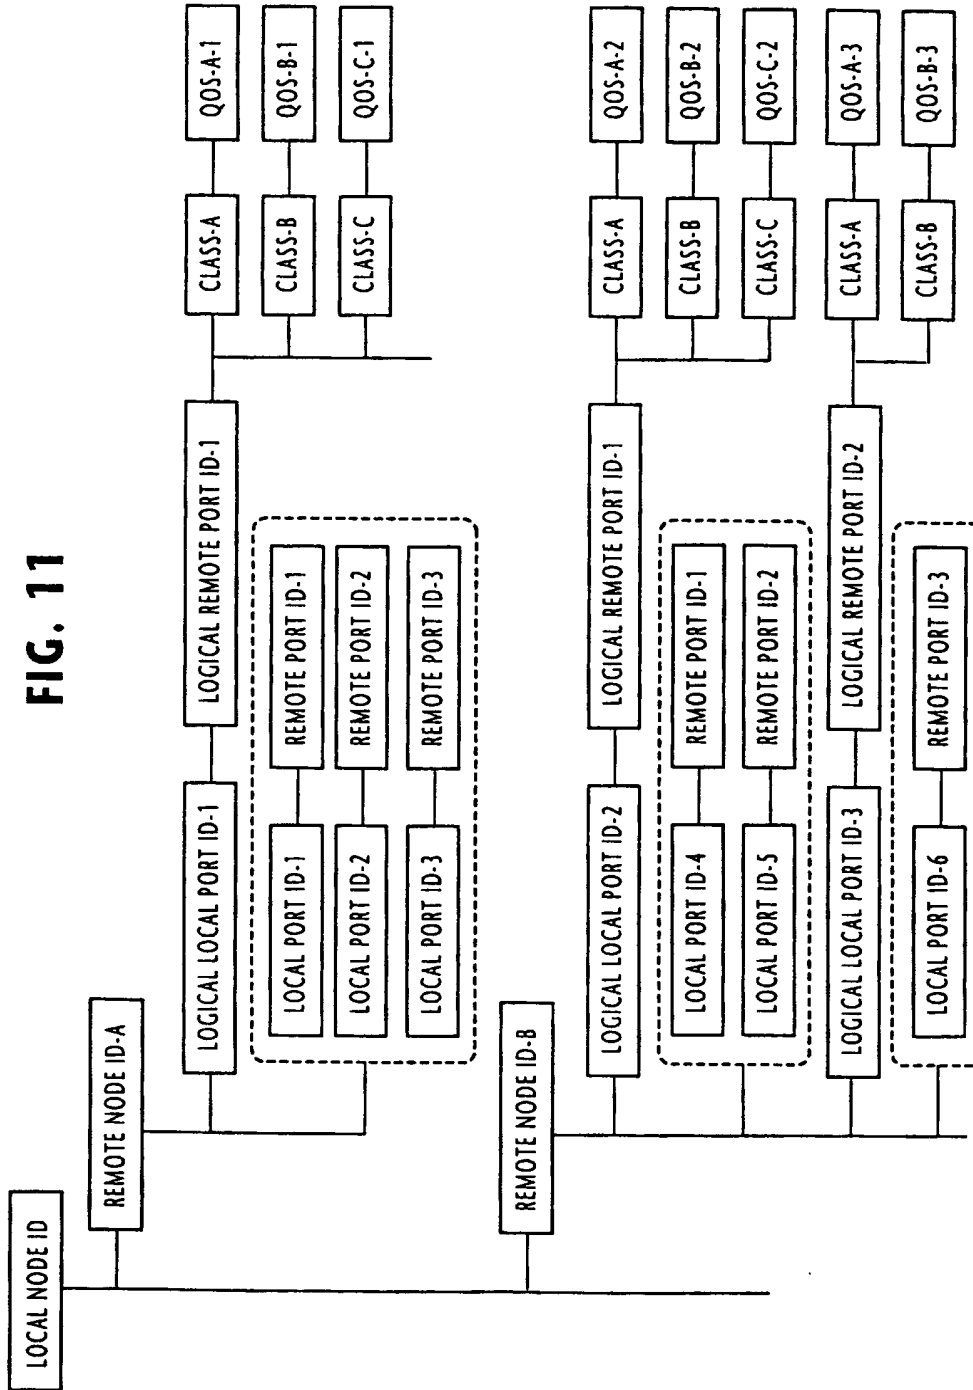 FIG. 11
LOCAL NODE ID
REMOTE NODE ID-A
LOGICAL LOCAL PORT ID-1
LOGICAL REMOTE PORT ID-1
CLASS-A
QOS-A-1
CLASS-B
QOS-B-1
CLASS-C
QOS-C-1
LOCAL PORT ID-1
REMOTE PORT ID-1
LOCAL PORT ID-2
REMOTE PORT ID-2
LOCAL PORT ID-3
REMOTE PORT ID-3
REMOTE NODE ID-B
LOGICAL LOCAL PORT ID-2
LOGICAL REMOTE PORT ID-1
CLASS-A
QOS-A-2
CLASS-B
QOS-B-2
CLASS-C
QOS-C-2
LOCAL PORT ID-4
REMOTE PORT ID-1
LOCAL PORT ID-5
REMOTE PORT ID-2
LOGICAL LOCAL PORT ID-3
LOGICAL REMOTE PORT ID-2
CLASS-A
QOS-A-3
CLASS-B
QOS-B-3
LOCAL PORT ID-6
REMOTE PORT ID-3